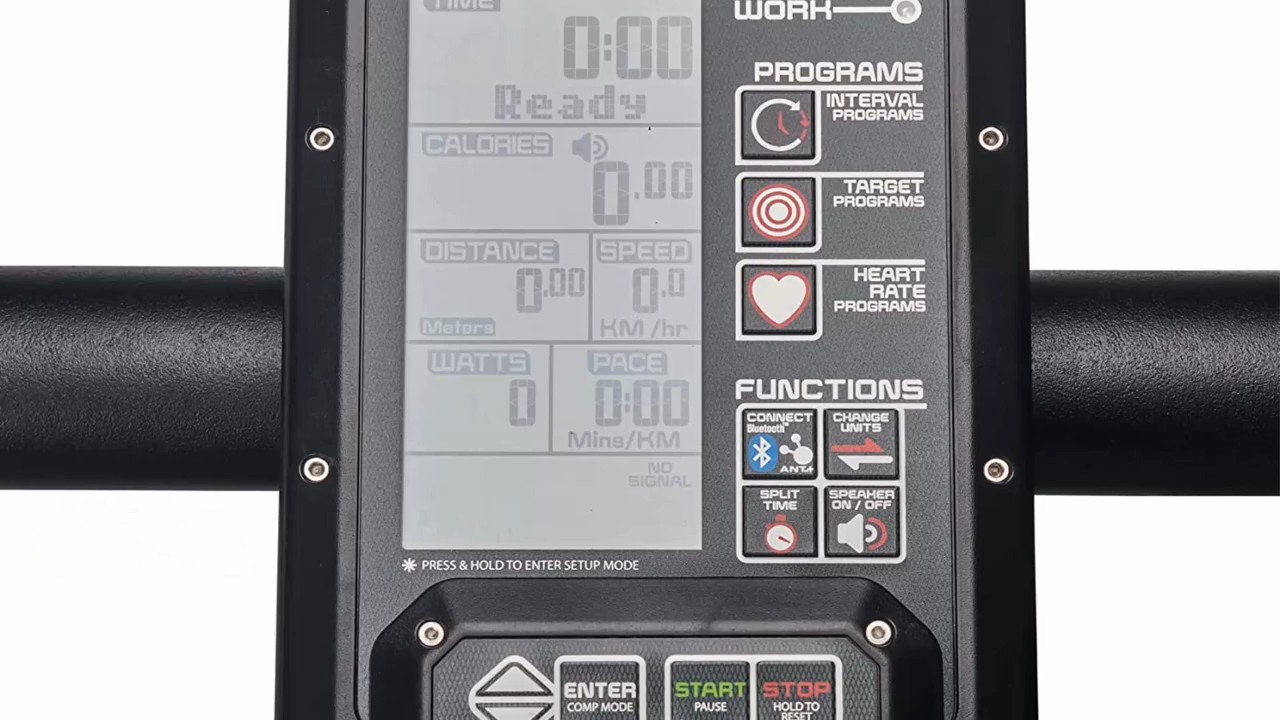 TIME
0:00
Ready
CALORIES
0.00
DISTANCE
0.00
Meters
SPEED
0.0
KM/hr
WATTS
0
PACE
0:00
Mins/KM
NO
SIGNAL
WORK
PROGRAMS
INTERVAL
PROGRAMS
TARGET
PROGRAMS
HEART
RATE
PROGRAMS
FUNCTIONS
CONNECT
Bluetooth™
ANT+
CHANGE
UNITS
SPLIT
TIME
SPEAKER
ON / OFF
PRESS & HOLD TO ENTER SETUP MODE
ENTER
COMP MODE
START
PAUSE
STOP
HOLD TO
RESET